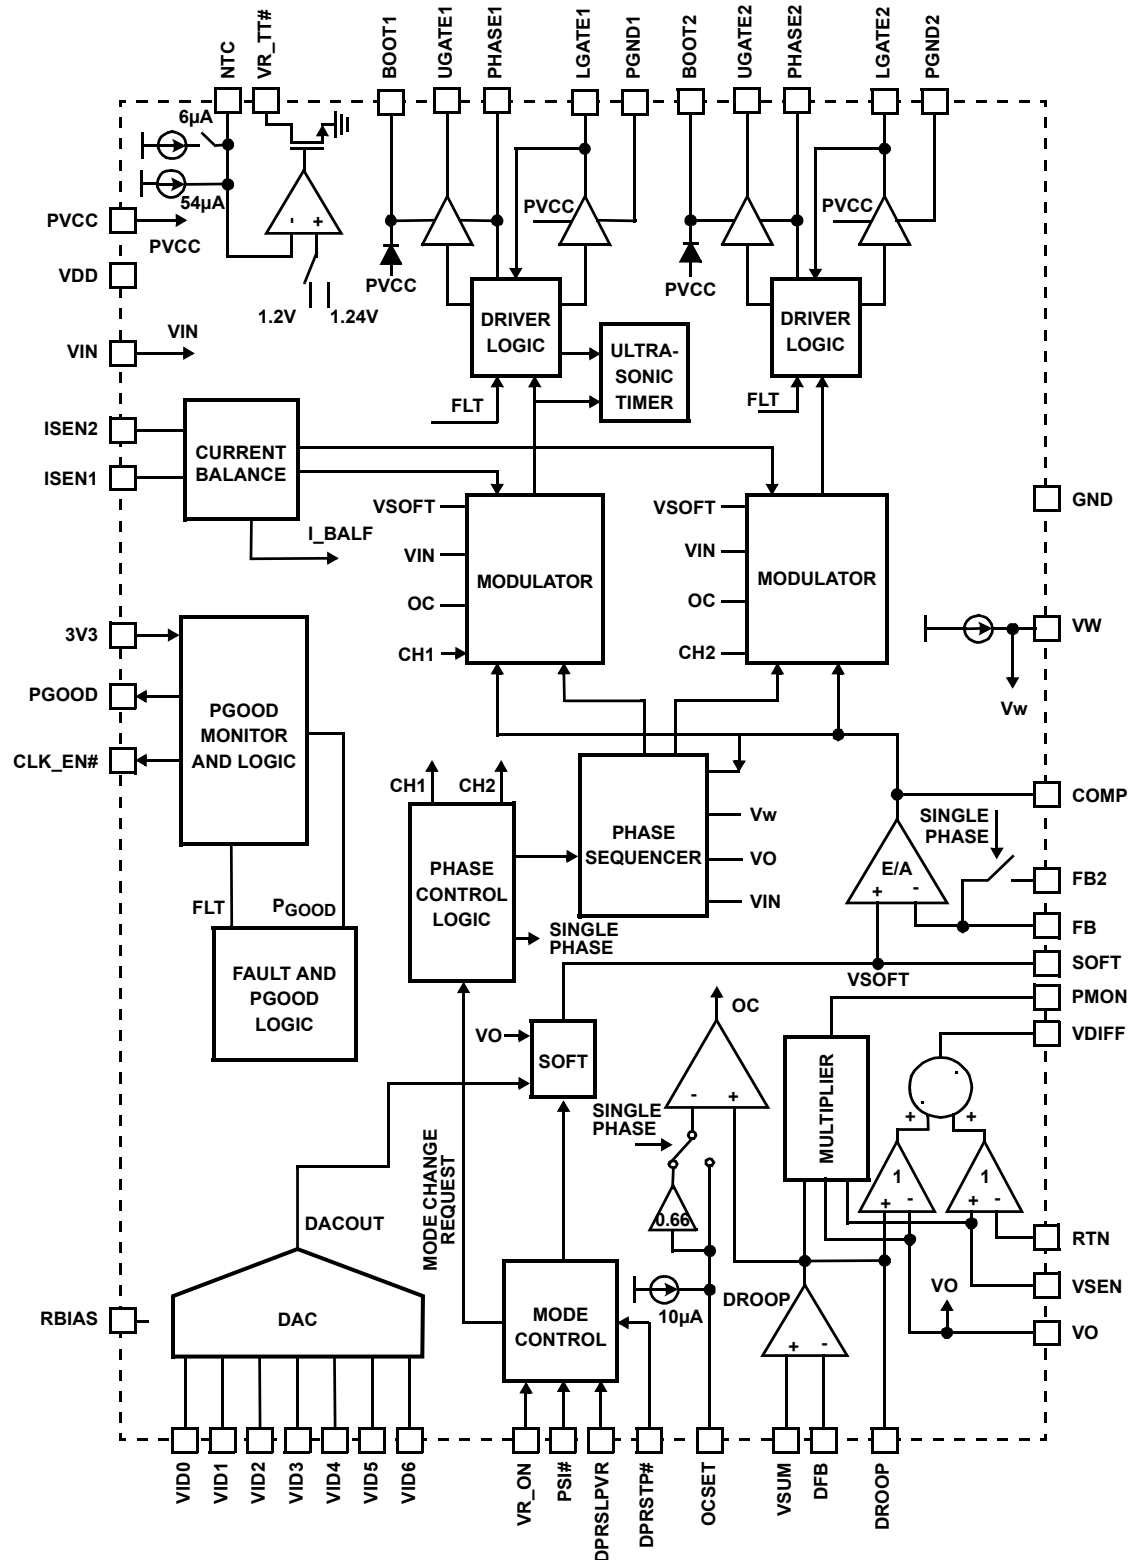 NTC
VR_TT#
BOOT1
UGATE1
PHASE1
LGATE1
PGND1
BOOT2
UGATE2
PHASE2
LGATE2
PGND2
6µA
54µA
PVCC
PVCC
VDD
VIN
VIN
- +
1.2V
1.24V
PVCC
PVCC
PVCC
PVCC
DRIVER
LOGIC
DRIVER
LOGIC
ULTRA-
SONIC
TIMER
FLT
FLT
ISEN2
ISEN1
CURRENT
BALANCE
I_BALF
VSOFT
VIN
OC
CH1
MODULATOR
VSOFT
VIN
OC
CH2
MODULATOR
GND
VW
Vw
3V3
PGOOD
CLK_EN#
PGOOD
MONITOR
AND LOGIC
FLT
PGOOD
FAULT AND
PGOOD
LOGIC
CH1
CH2
PHASE
CONTROL
LOGIC
SINGLE
PHASE
PHASE
SEQUENCER
Vw
VO
VIN
COMP
SINGLE
PHASE
E/A
+ -
FB2
FB
SOFT
VSOFT
PMON
VDIFF
VO
SOFT
OC
- +
SINGLE
PHASE
0.66
MULTIPLIER
- -
+ +
1
+ -
1
+ -
RTN
VSEN
VO
VO
MODE CHANGE
REQUEST
DACOUT
RBIAS
DAC
MODE
CONTROL
10µA
DROOP
+ -
VID0
VID1
VID2
VID3
VID4
VID5
VID6
VR_ON
PSI#
DPRSLPVR
DPRSTP#
OCSET
VSUM
DFB
DROOP